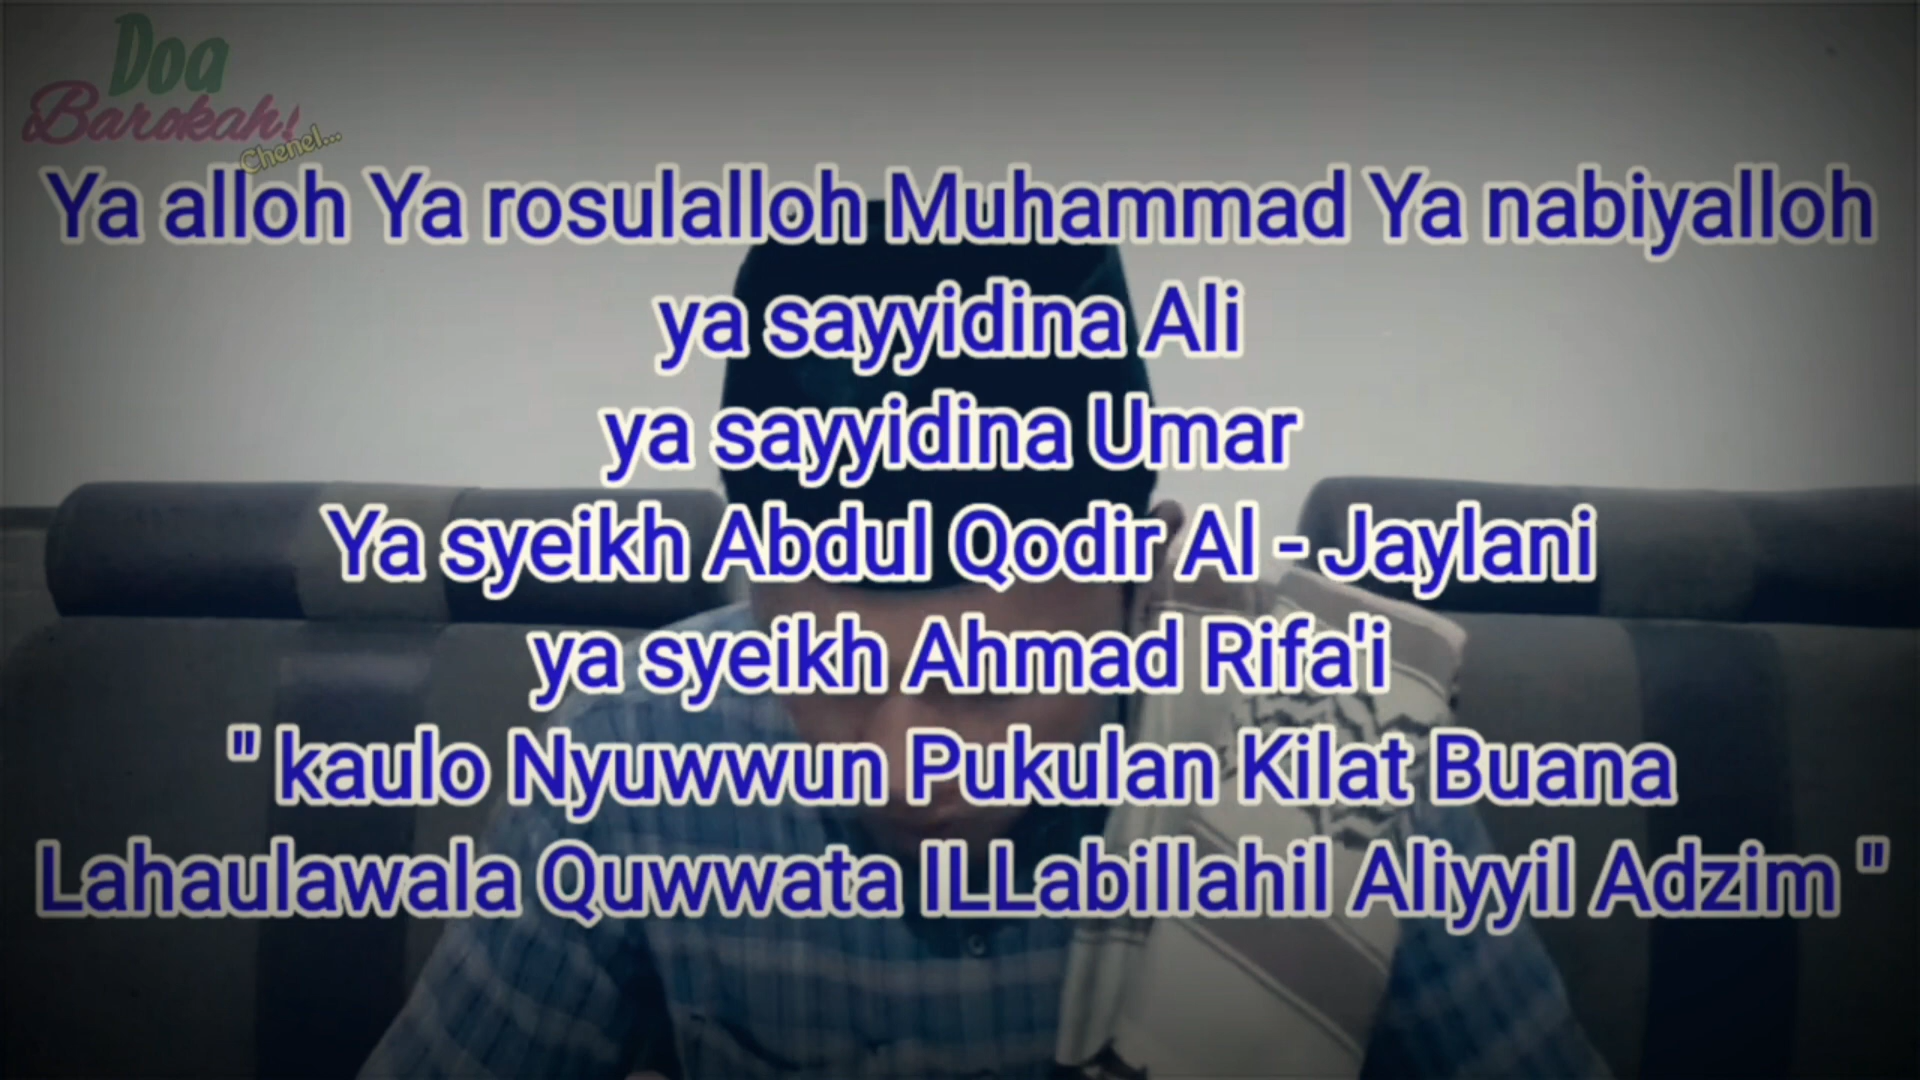 Doa
Barokah!
Chenel...
Ya alloh Ya rosulalloh Muhammad Ya nabiyalloh
ya sayyidina Ali
ya sayyidina Umar
Ya syeikh Abdul Qodir Al - Jaylani
ya syeikh Ahmad Rifa'i
" kaulo Nyuwwun Pukulan Kilat Buana
Lahaulawala Quwwata ILLabillahil Aliyyil Adzim "